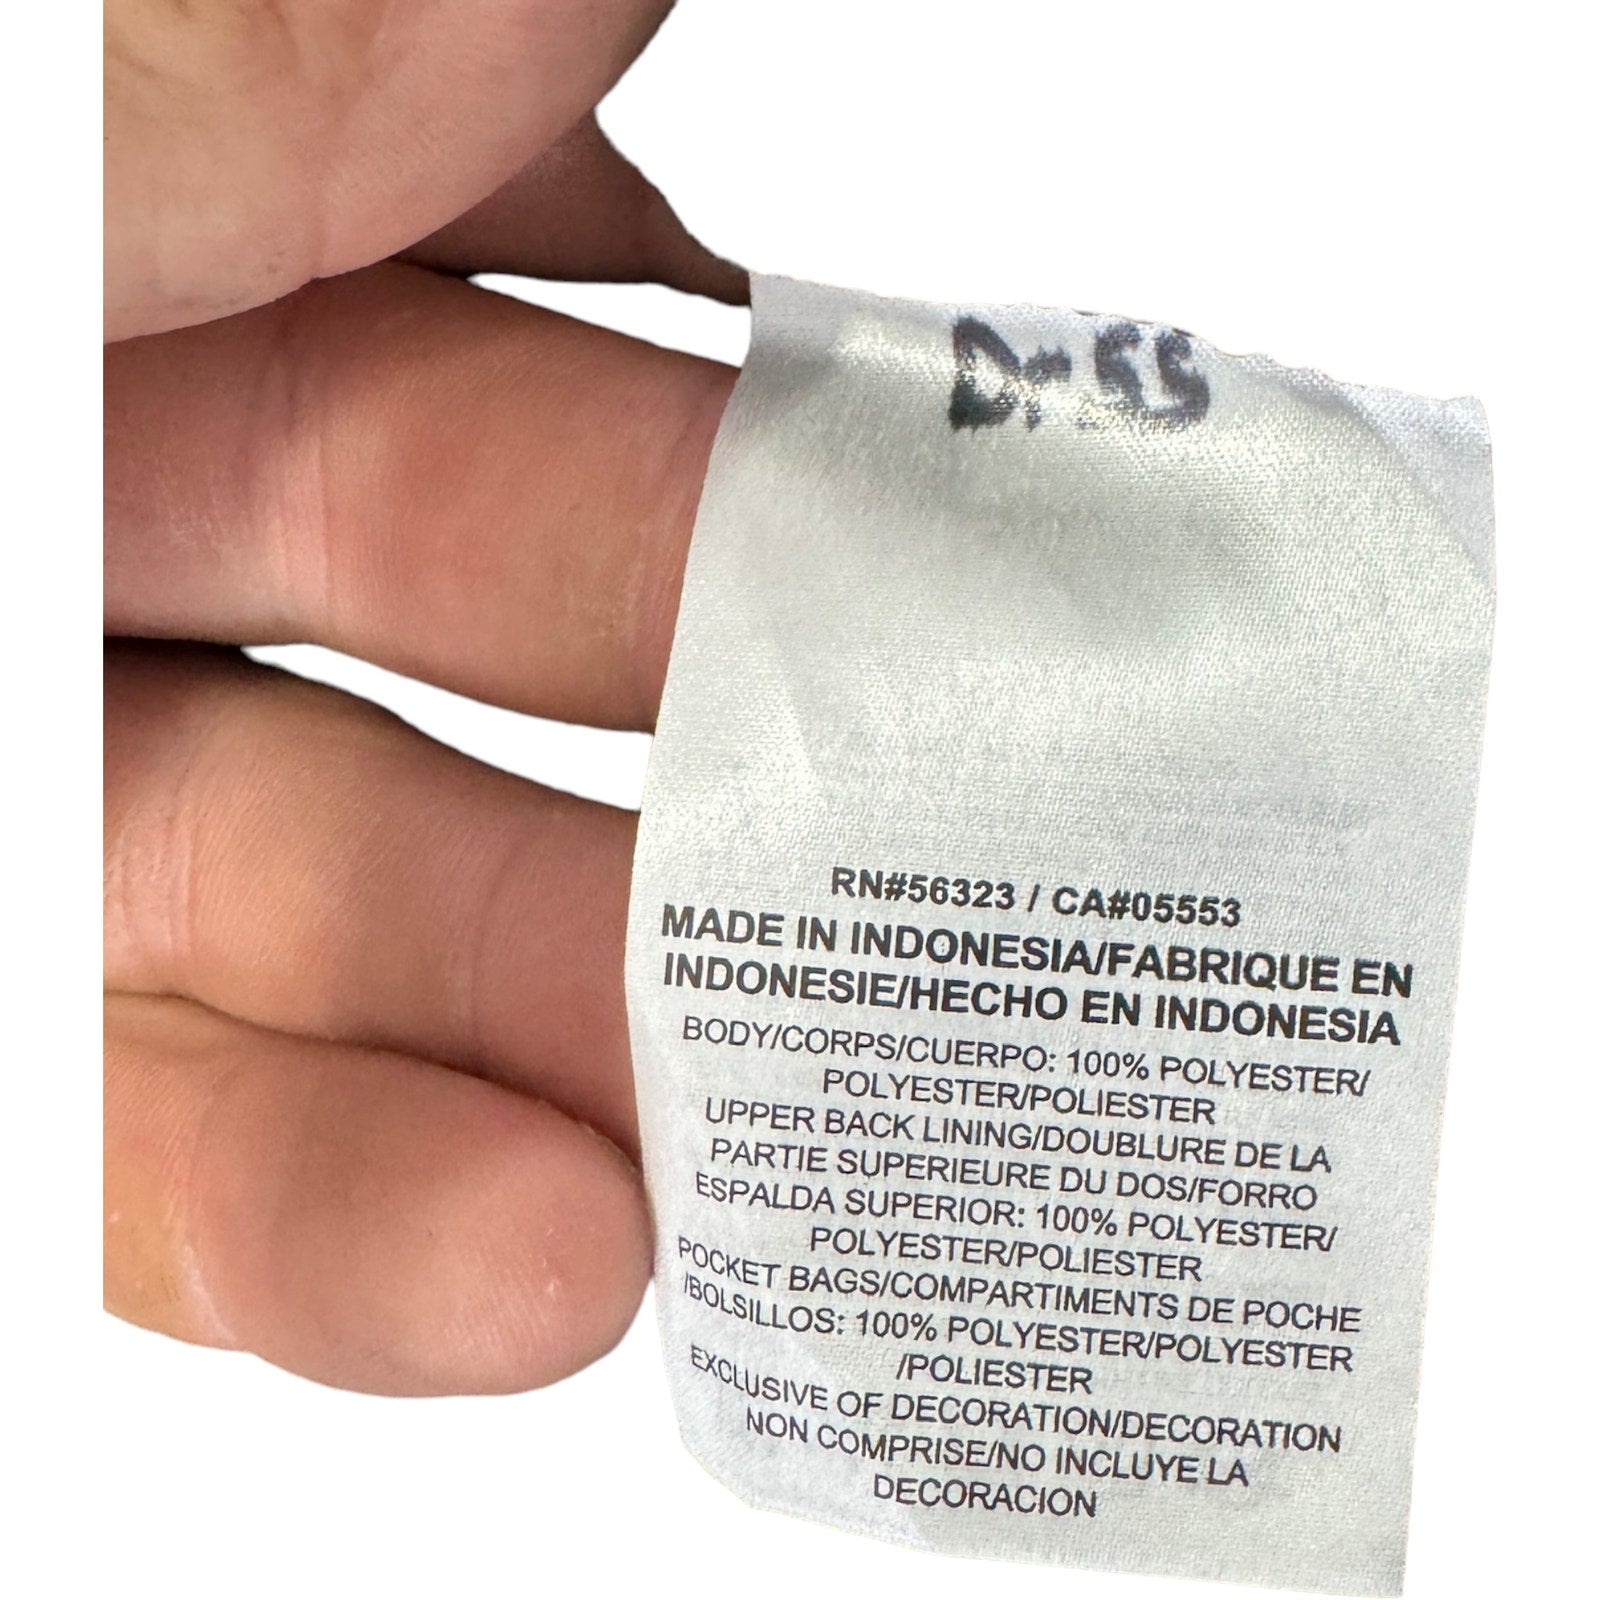 RN#56323 / CA#05553
MADE IN INDONESIA/FABRIQUE EN
INDONESIE/HECHO EN INDONESIA
BODY/CORPS/CUERPO: 100% POLYESTER/
POLYESTER/POLIESTER
UPPER BACK LINING/DOUBLURE DE LA
PARTIE SUPERIEURE DU DOS/FORRO
ESPALDA SUPERIOR: 100% POLYESTER/
POLYESTER/POLIESTER
POCKET BAGS/COMPARTIMENTS DE POCHE
/BOLSILLOS: 100% POLYESTER/POLYESTER
/POLIESTER
EXCLUSIVE OF DECORATION/DECORATION
NON COMPRISE/NO INCLUYE LA
DECORACION